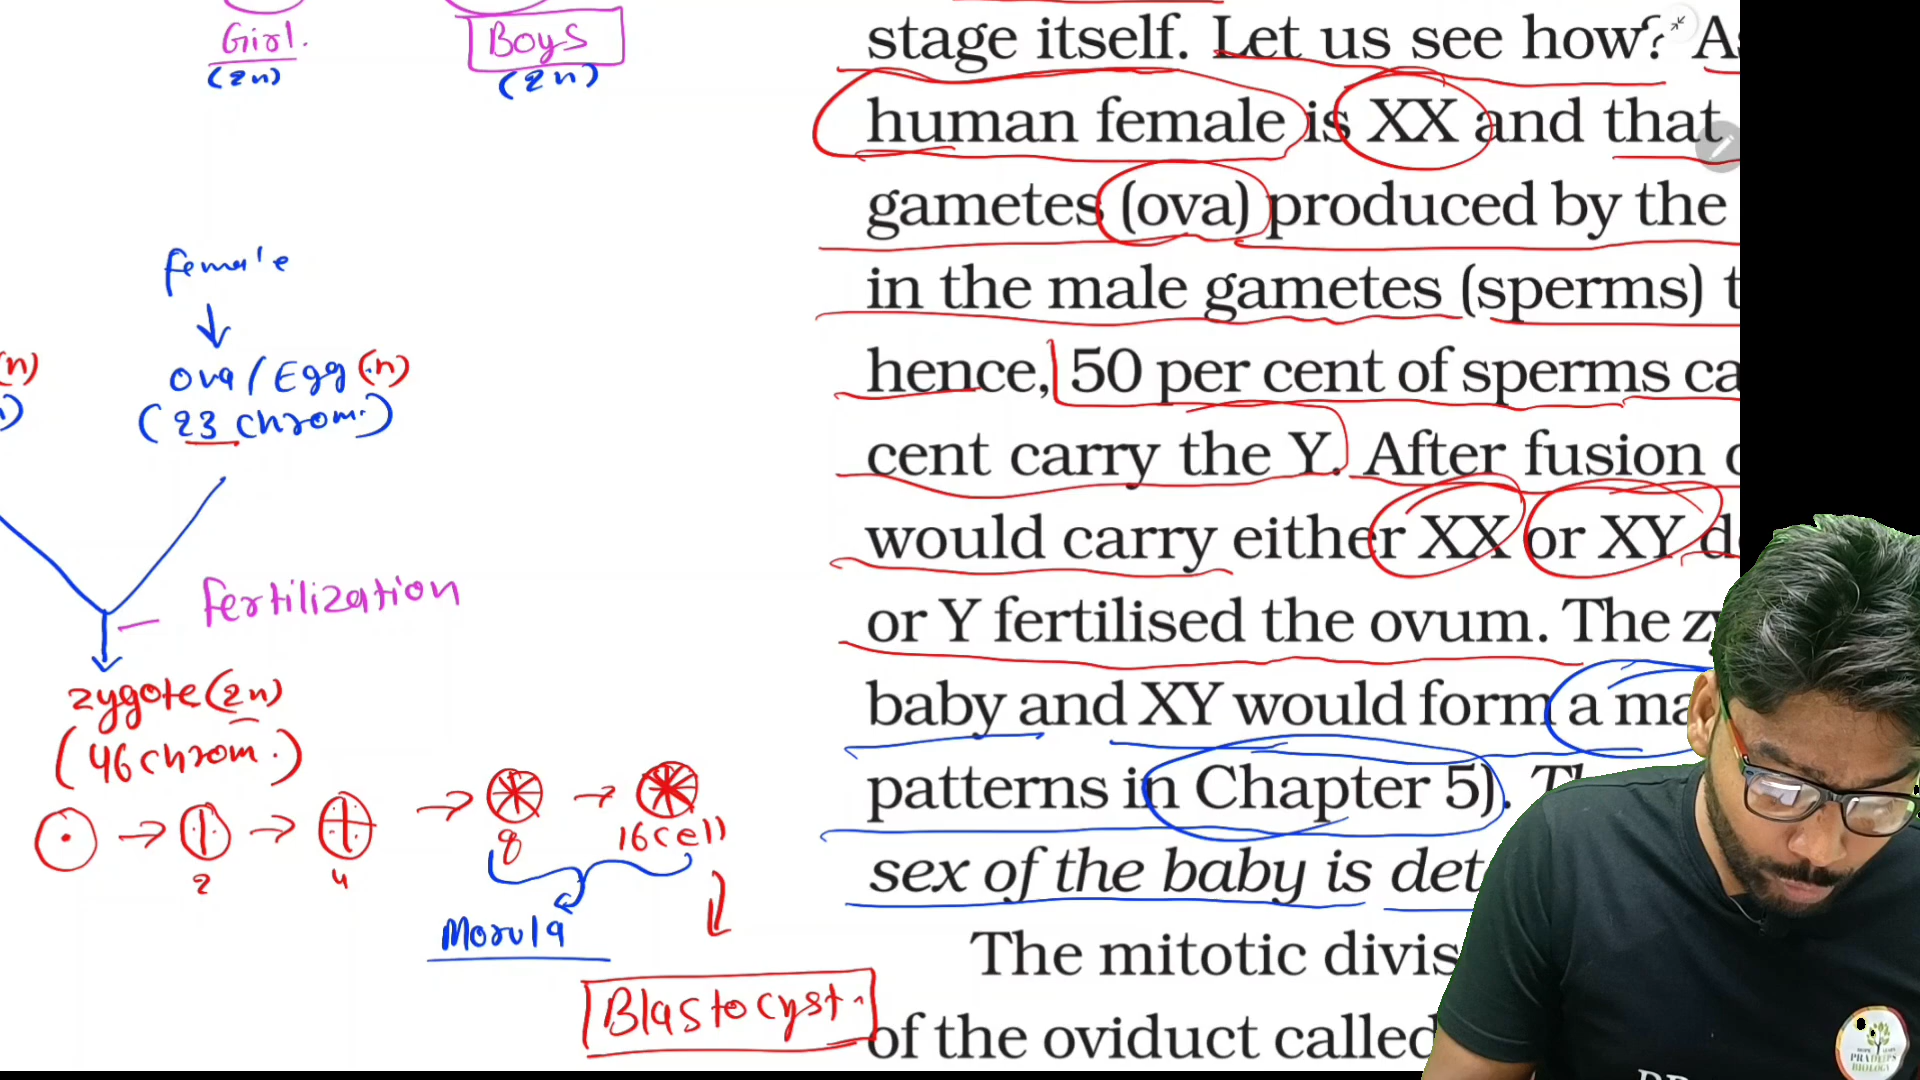 Girl.
(2n)
Boys
(2n)
female
↓
ova / Egg (n)
(23 chrom.)
(n)
Fertilization
zygote (2n)
(46 chrom.)
→ → → →
2
4
8
16 cell
Morula
Blastocyst.
stage itself. Let us see how?
human female is XX and that
gametes (ova) produced by the
in the male gametes (sperms)
hence, 50 per cent of sperms
cent carry the Y. After fusion
would carry either XX or XY
or Y fertilised the ovum. The
baby and XY would form a
patterns in Chapter 5).
sex of the baby is
The mitotic
of the oviduct called
PRADEEP'S
BIOLOGY